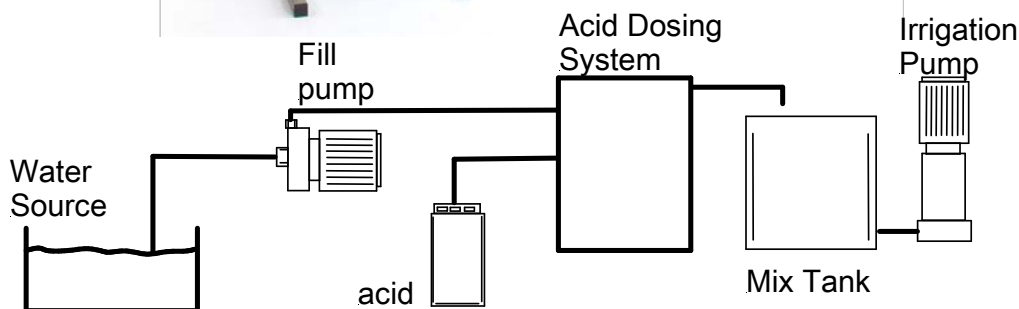 Acid Dosing
System
Irrigation
Pump
Fill
pump
Water
Source
acid
Mix Tank